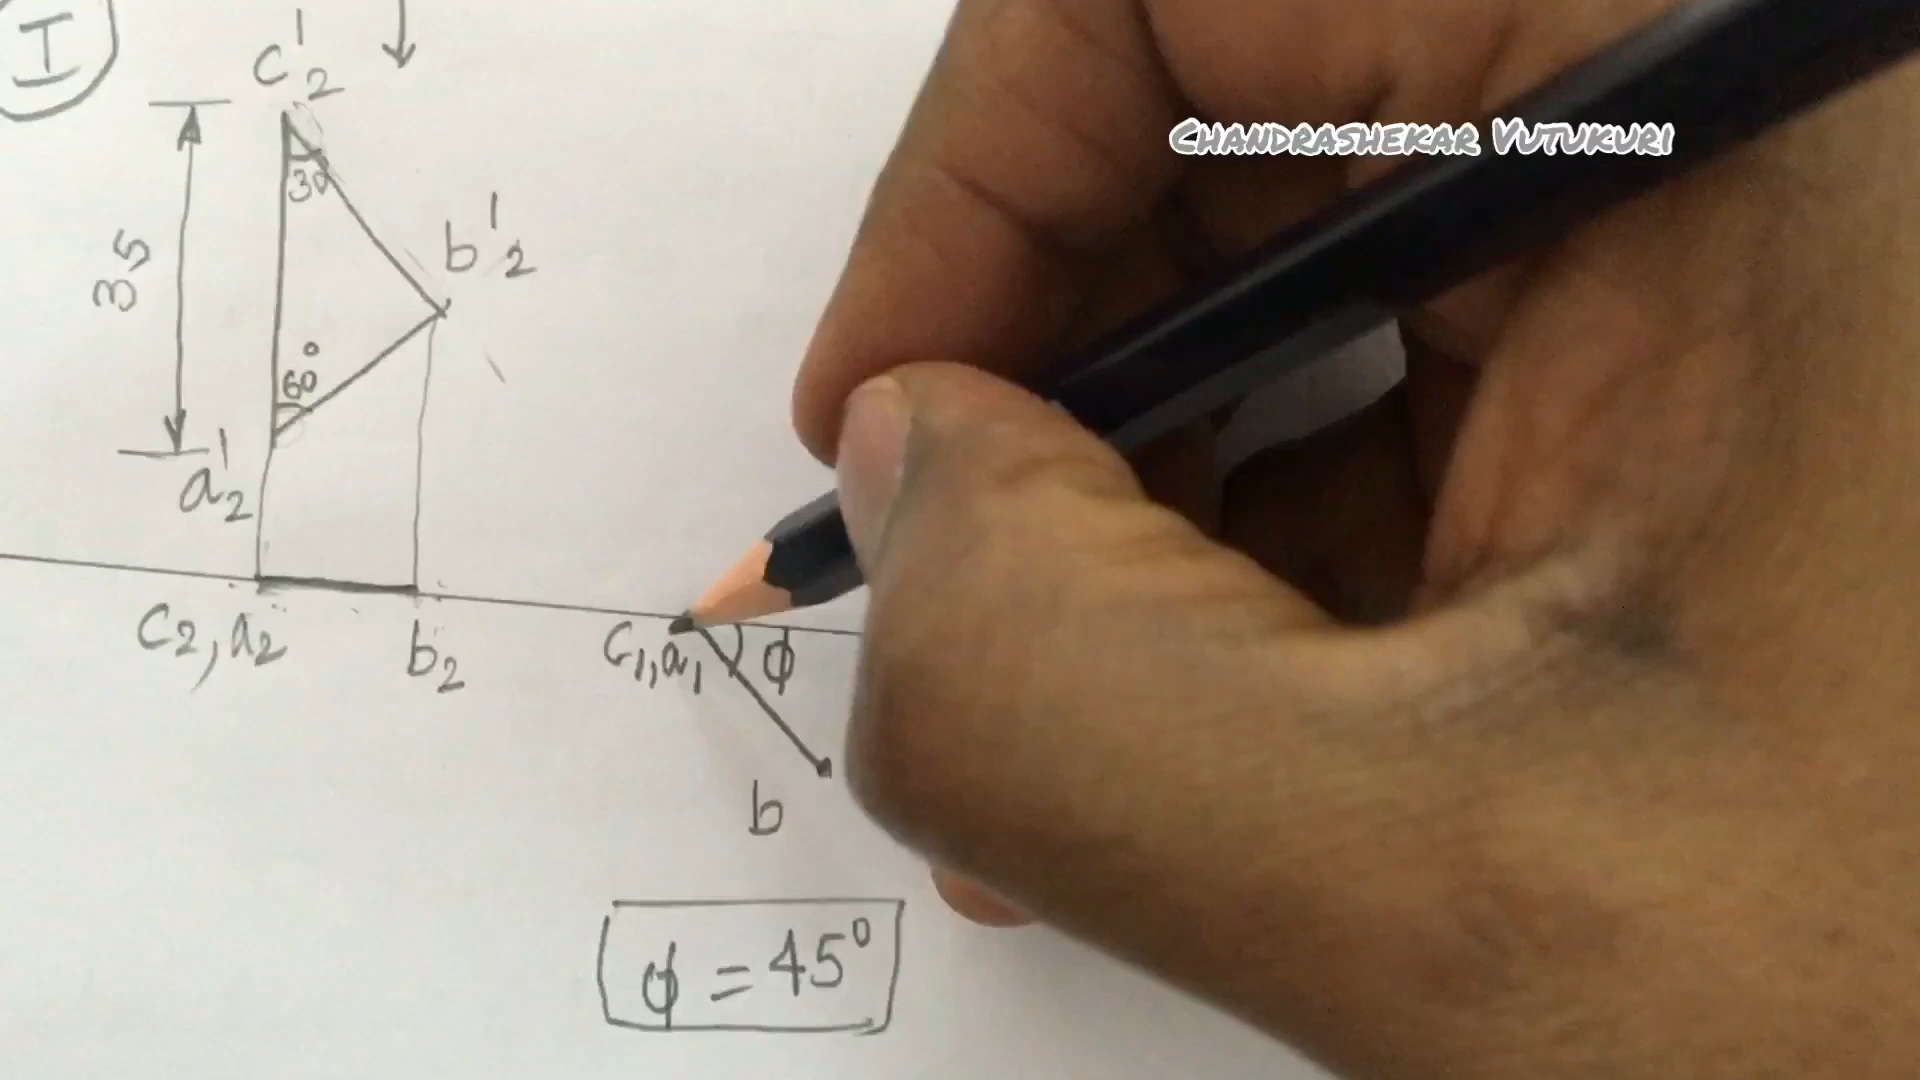 I
c'2
30
b'2
35
60°
a'2
c2, a2
b2
c1, a1
ϕ
b
ϕ = 45°
Chandrashekar Vutukuri